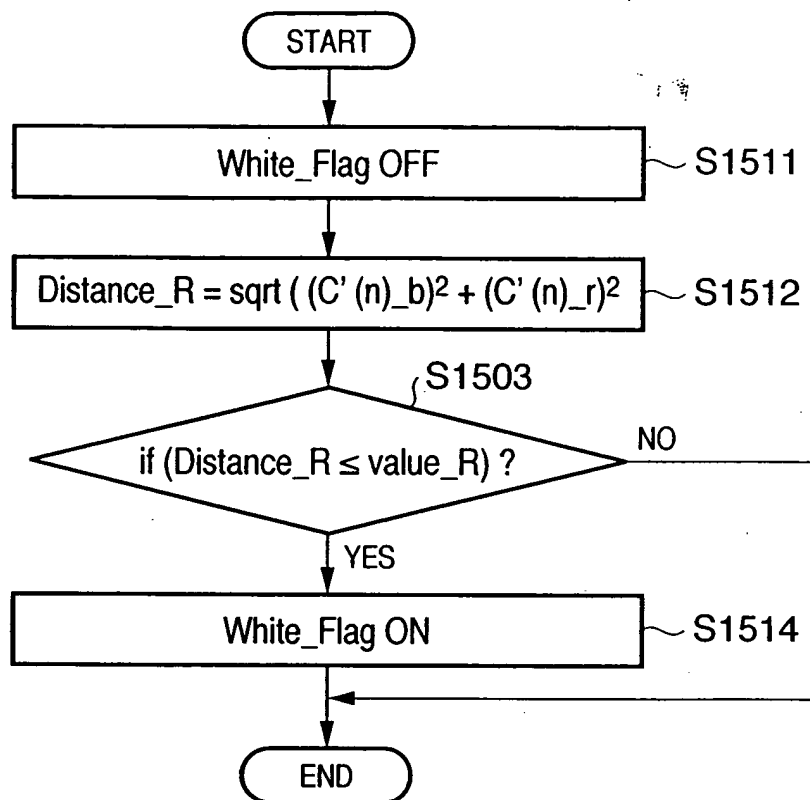 START
White_Flag OFF
S1511
Distance_R = sqrt ( (C' (n)_b)² + (C' (n)_r)²
S1512
S1503
if (Distance_R ≤ value_R) ?
NO
YES
White_Flag ON
S1514
END